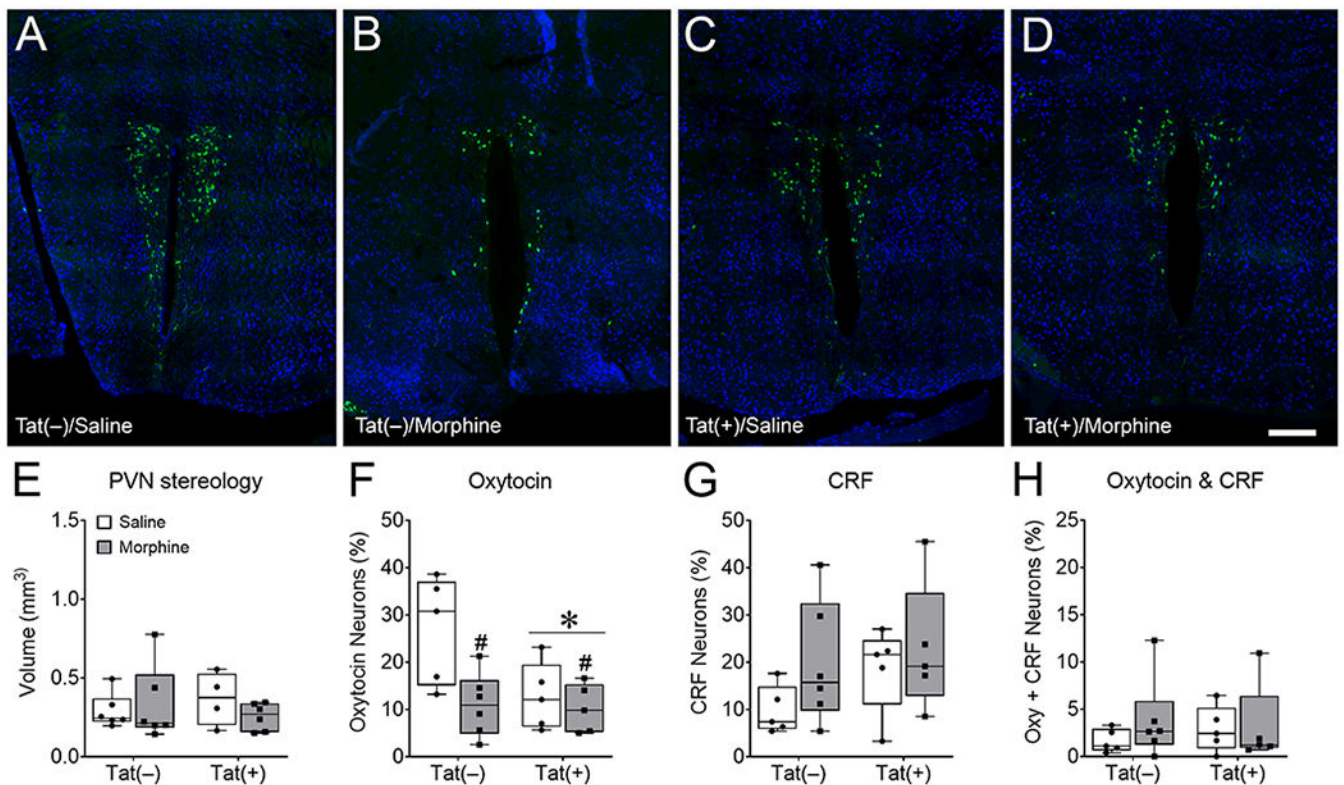 A
B
C
D
Tat(–)/Saline
Tat(–)/Morphine
Tat(+)/Saline
Tat(+)/Morphine
E PVN stereology
Volume (mm³)
1.5
1.0
0.5
0.0
Saline
Morphine
Tat(–) Tat(+)
F Oxytocin
Oxytocin Neurons (%)
50
40
30
20
10
0
#
*
#
Tat(–) Tat(+)
G CRF
CRF Neurons (%)
50
40
30
20
10
0
Tat(–) Tat(+)
H Oxytocin & CRF
Oxy + CRF Neurons (%)
25
20
15
10
5
0
Tat(–) Tat(+)